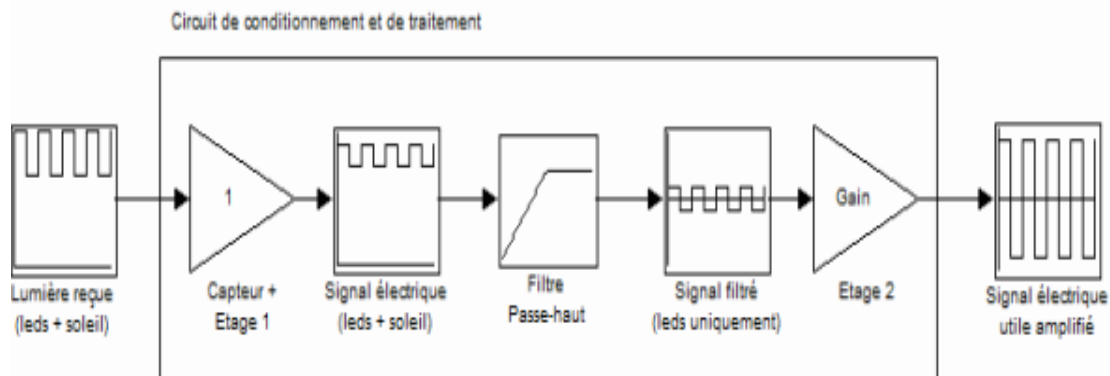 Circuit de conditionnement et de traitement
1
Gain
Lumière reçue
(leds + soleil)
Capteur +
Etage 1
Signal électrique
(leds + soleil)
Filtre
Passe-haut
Signal filtré
(leds uniquement)
Etage 2
Signal électrique
utile amplifié